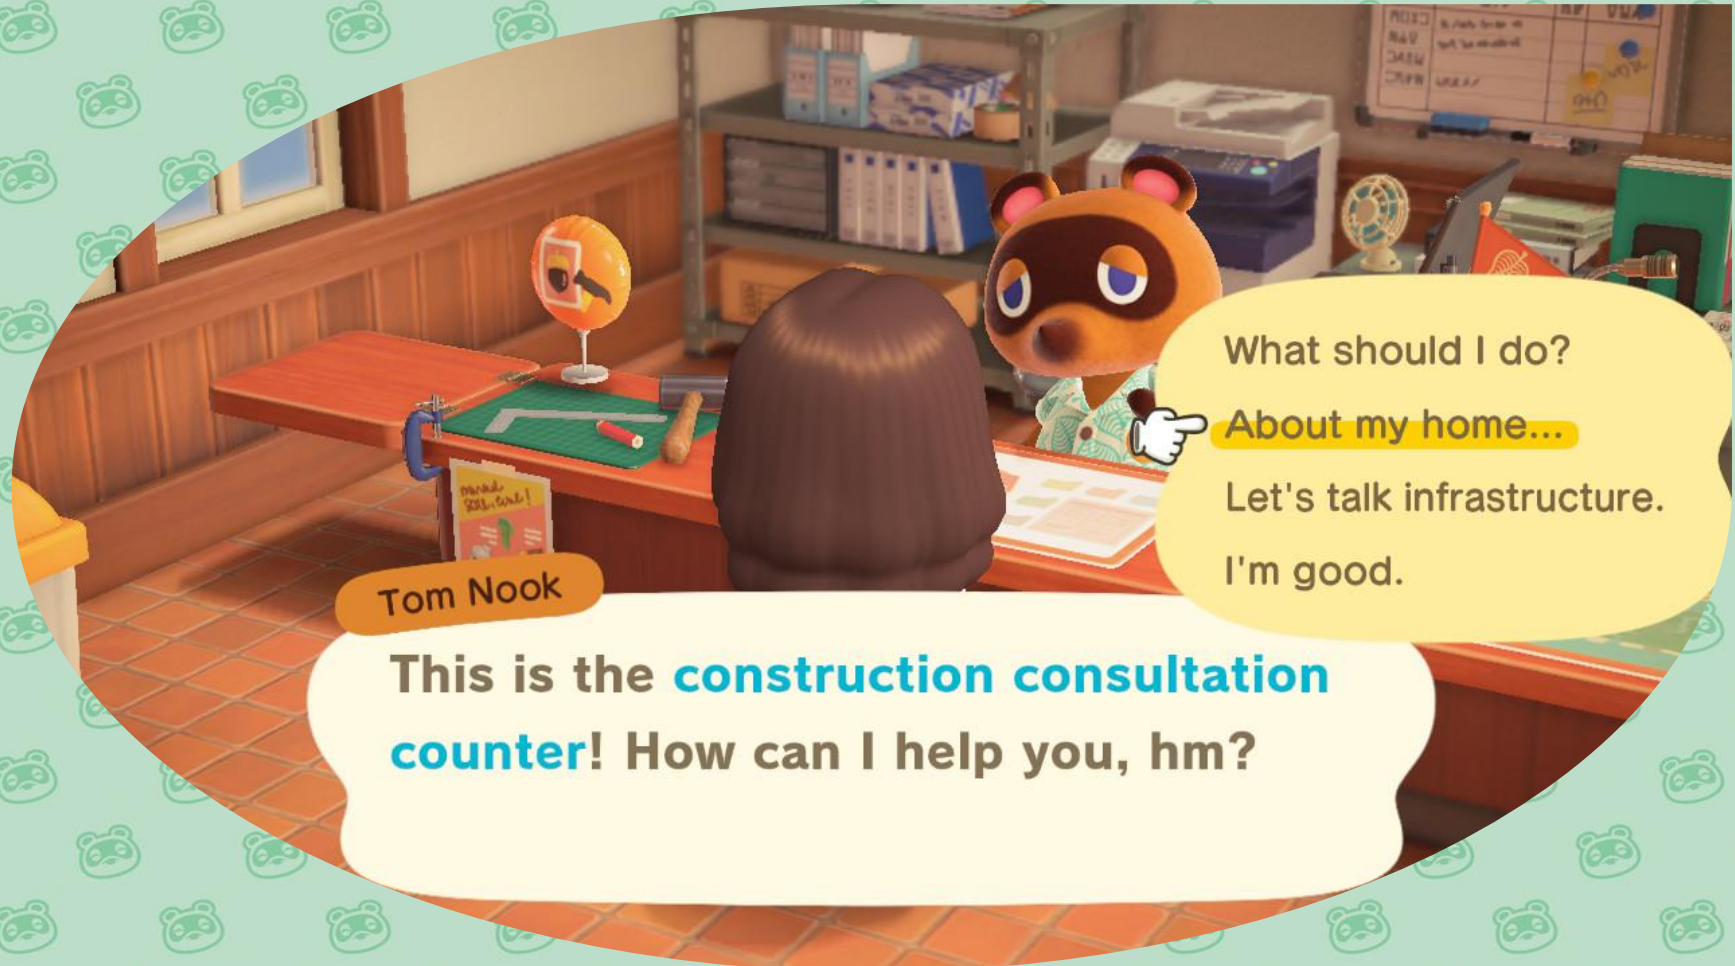 Tom Nook
This is the construction consultation
counter! How can I help you, hm?
What should I do?
About my home...
Let's talk infrastructure.
I'm good.